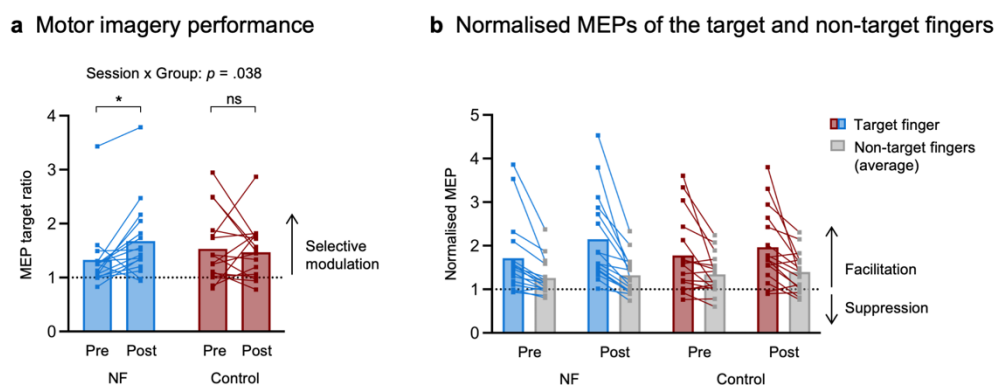 a Motor imagery performance
Session x Group: p = .038
* ns
4
3
2
1
0
MEP target ratio
Selective
modulation
Pre Post Pre Post
NF Control
b Normalised MEPs of the target and non-target fingers
5
4
3
2
1
0
Normalised MEP
Target finger
Non-target fingers
(average)
Facilitation
Suppression
Pre Post Pre Post
NF Control